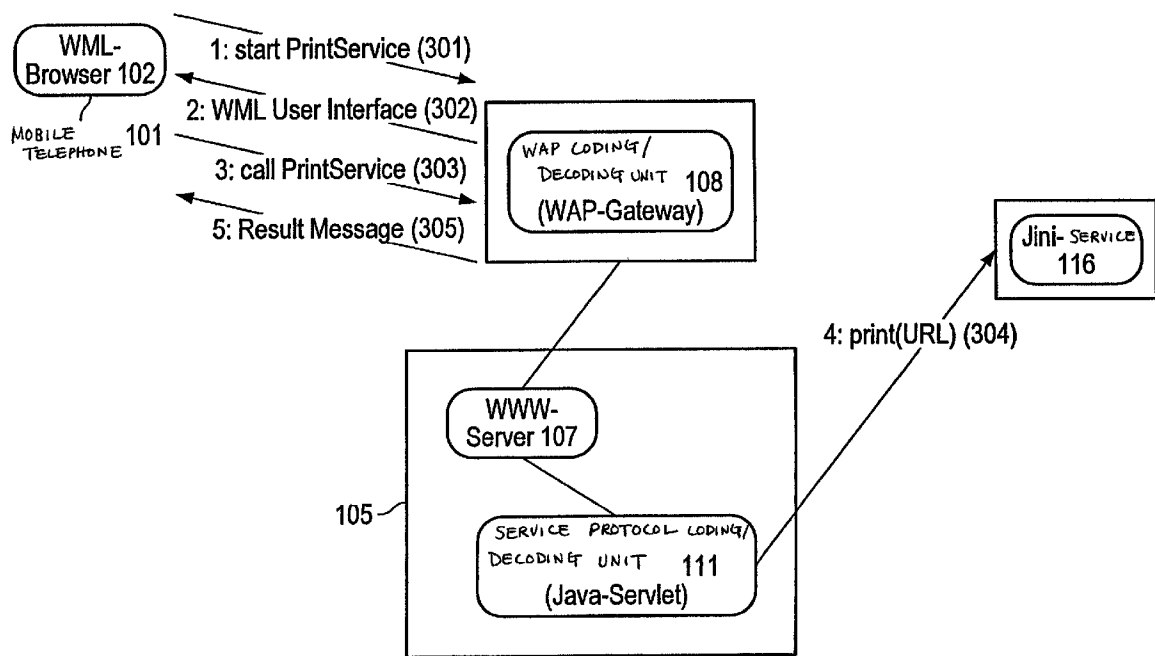 WML-
Browser 102
MOBILE
TELEPHONE 101
1: start PrintService (301)
2: WML User Interface (302)
3: call PrintService (303)
5: Result Message (305)
WAP CODING/
DECODING UNIT 108
(WAP-Gateway)
Jini-SERVICE
116
4: print(URL) (304)
WWW-
Server 107
105
SERVICE PROTOCOL CODING/
DECODING UNIT 111
(Java-Servlet)